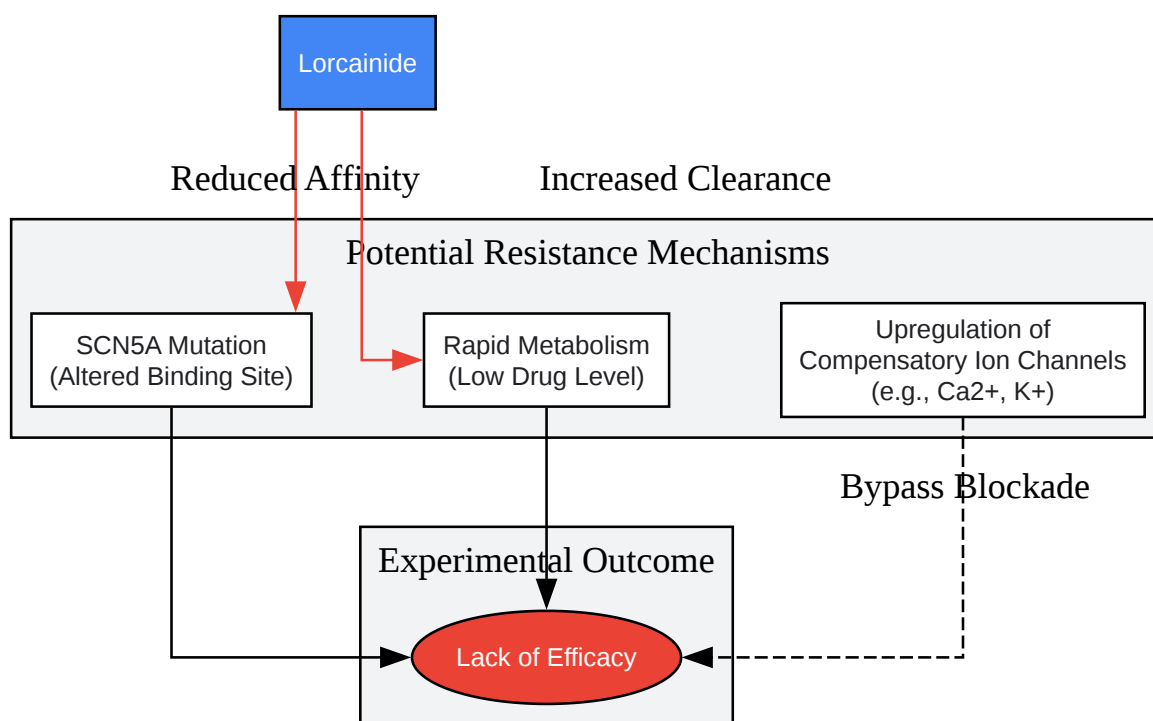 Lorcainide
Reduced Affinity
Increased Clearance
Potential Resistance Mechanisms
SCN5A Mutation
(Altered Binding Site)
Rapid Metabolism
(Low Drug Level)
Upregulation of
Compensatory Ion Channels
(e.g., Ca2+, K+)
Bypass Blockade
Experimental Outcome
Lack of Efficacy